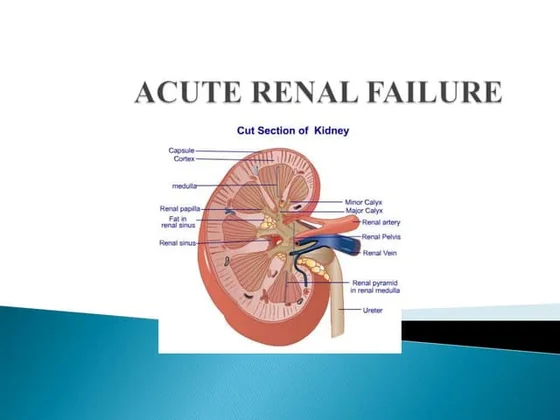 ACUTE RENAL FAILURE
Cut Section of Kidney
Capsule
Cortex
medulla
Renal papilla
Fat in
renal sinus
Renal sinus
Minor Calyx
Major Calyx
Renal artery
Renal Pelvis
Renal Vein
Renal pyramid
in renal medulla
Ureter